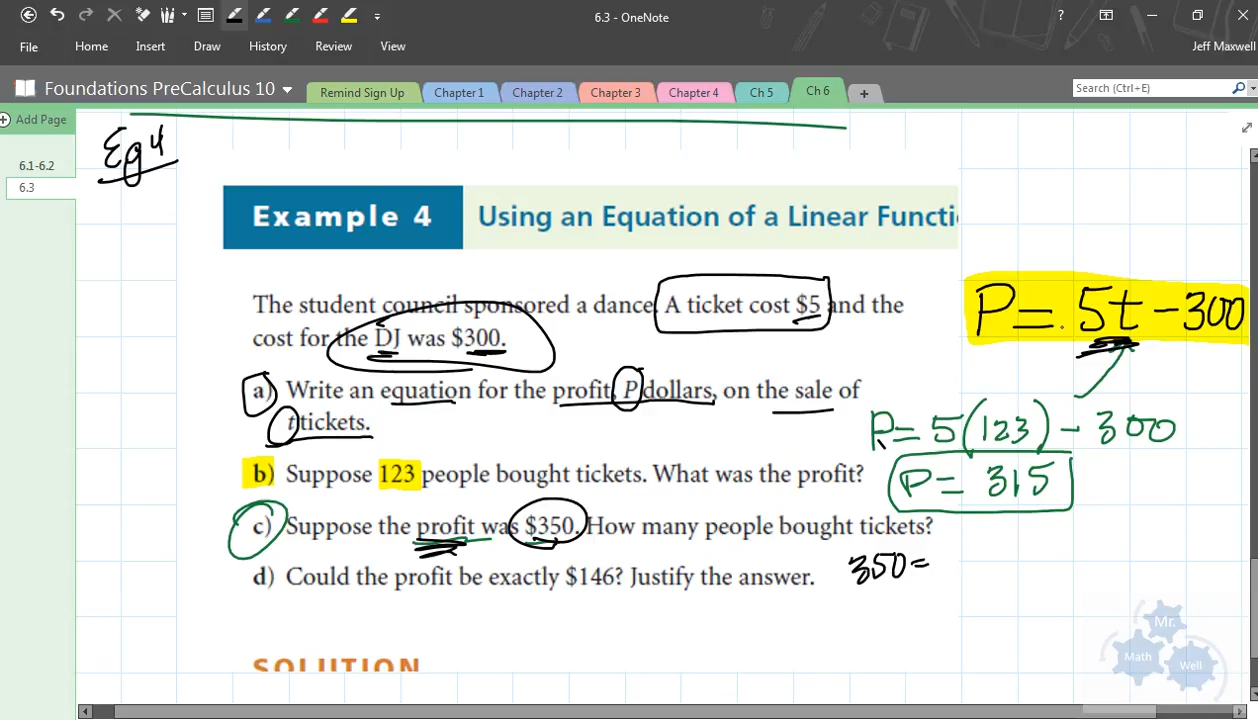 6.3 - OneNote
?
File
Home
Insert
Draw
History
Review
View
Jeff Maxwell
Foundations PreCalculus 10
Remind Sign Up
Chapter 1
Chapter 2
Chapter 3
Chapter 4
Ch 5
Ch 6
+
Search (Ctrl+E)
Add Page
6.1-6.2
6.3
Eg 4
Example 4 Using an Equation of a Linear Functi
The student council sponsored a dance. A ticket cost $5 and the
cost for the DJ was $300.
P = 5t - 300
a) Write an equation for the profit, P dollars, on the sale of
t tickets.
P = 5(123) - 300
b) Suppose 123 people bought tickets. What was the profit?
P = 315
c) Suppose the profit was $350. How many people bought tickets?
350 =
d) Could the profit be exactly $146? Justify the answer.
SOLUTION
Mr.
Math
Well